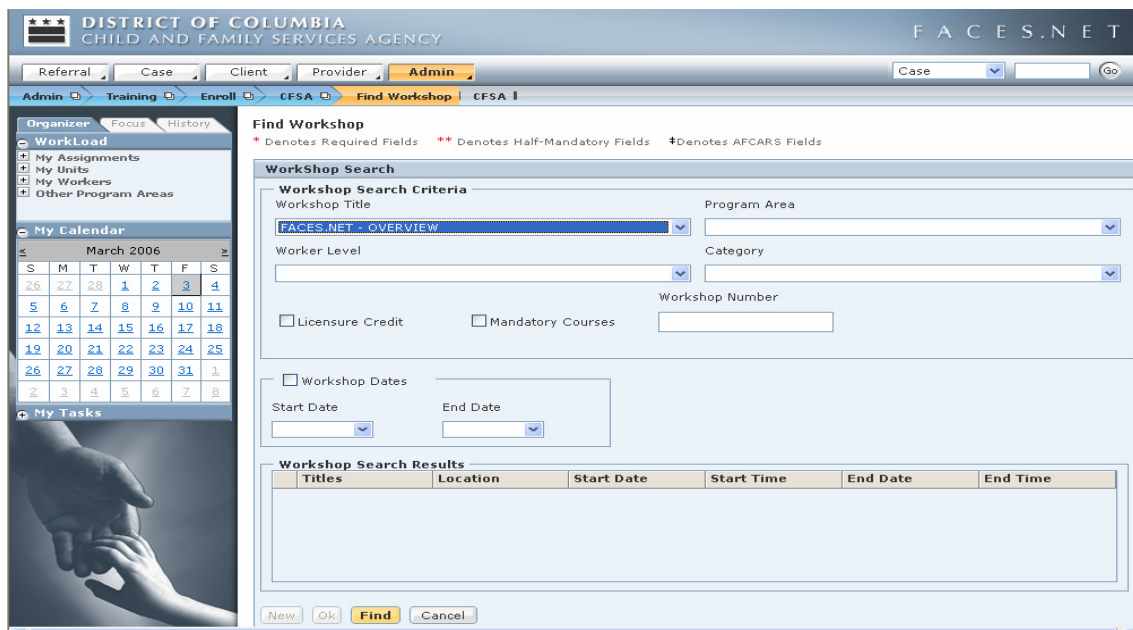 DISTRICT OF COLUMBIA
CHILD AND FAMILY SERVICES AGENCY
FACES.NET
Referral Case Client Provider Admin Case Go
Admin Training Enroll CFSA Find Workshop CFSA
Organizer Focus History
WorkLoad
My Assignments
My Units
My Workers
Other Program Areas
My Calendar
< March 2006 >
S M T W T F S
26 27 28 1 2 3 4
5 6 7 8 9 10 11
12 13 14 15 16 17 18
19 20 21 22 23 24 25
26 27 28 29 30 31 1
2 3 4 5 6 7 8
My Tasks
Find Workshop
* Denotes Required Fields ** Denotes Half-Mandatory Fields ‡Denotes AFCARS Fields
WorkShop Search
Workshop Search Criteria
Workshop Title Program Area
FACES.NET - OVERVIEW
Worker Level Category
Workshop Number
Licensure Credit Mandatory Courses
Workshop Dates
Start Date End Date
Workshop Search Results
Titles Location Start Date Start Time End Date End Time
New Ok Find Cancel